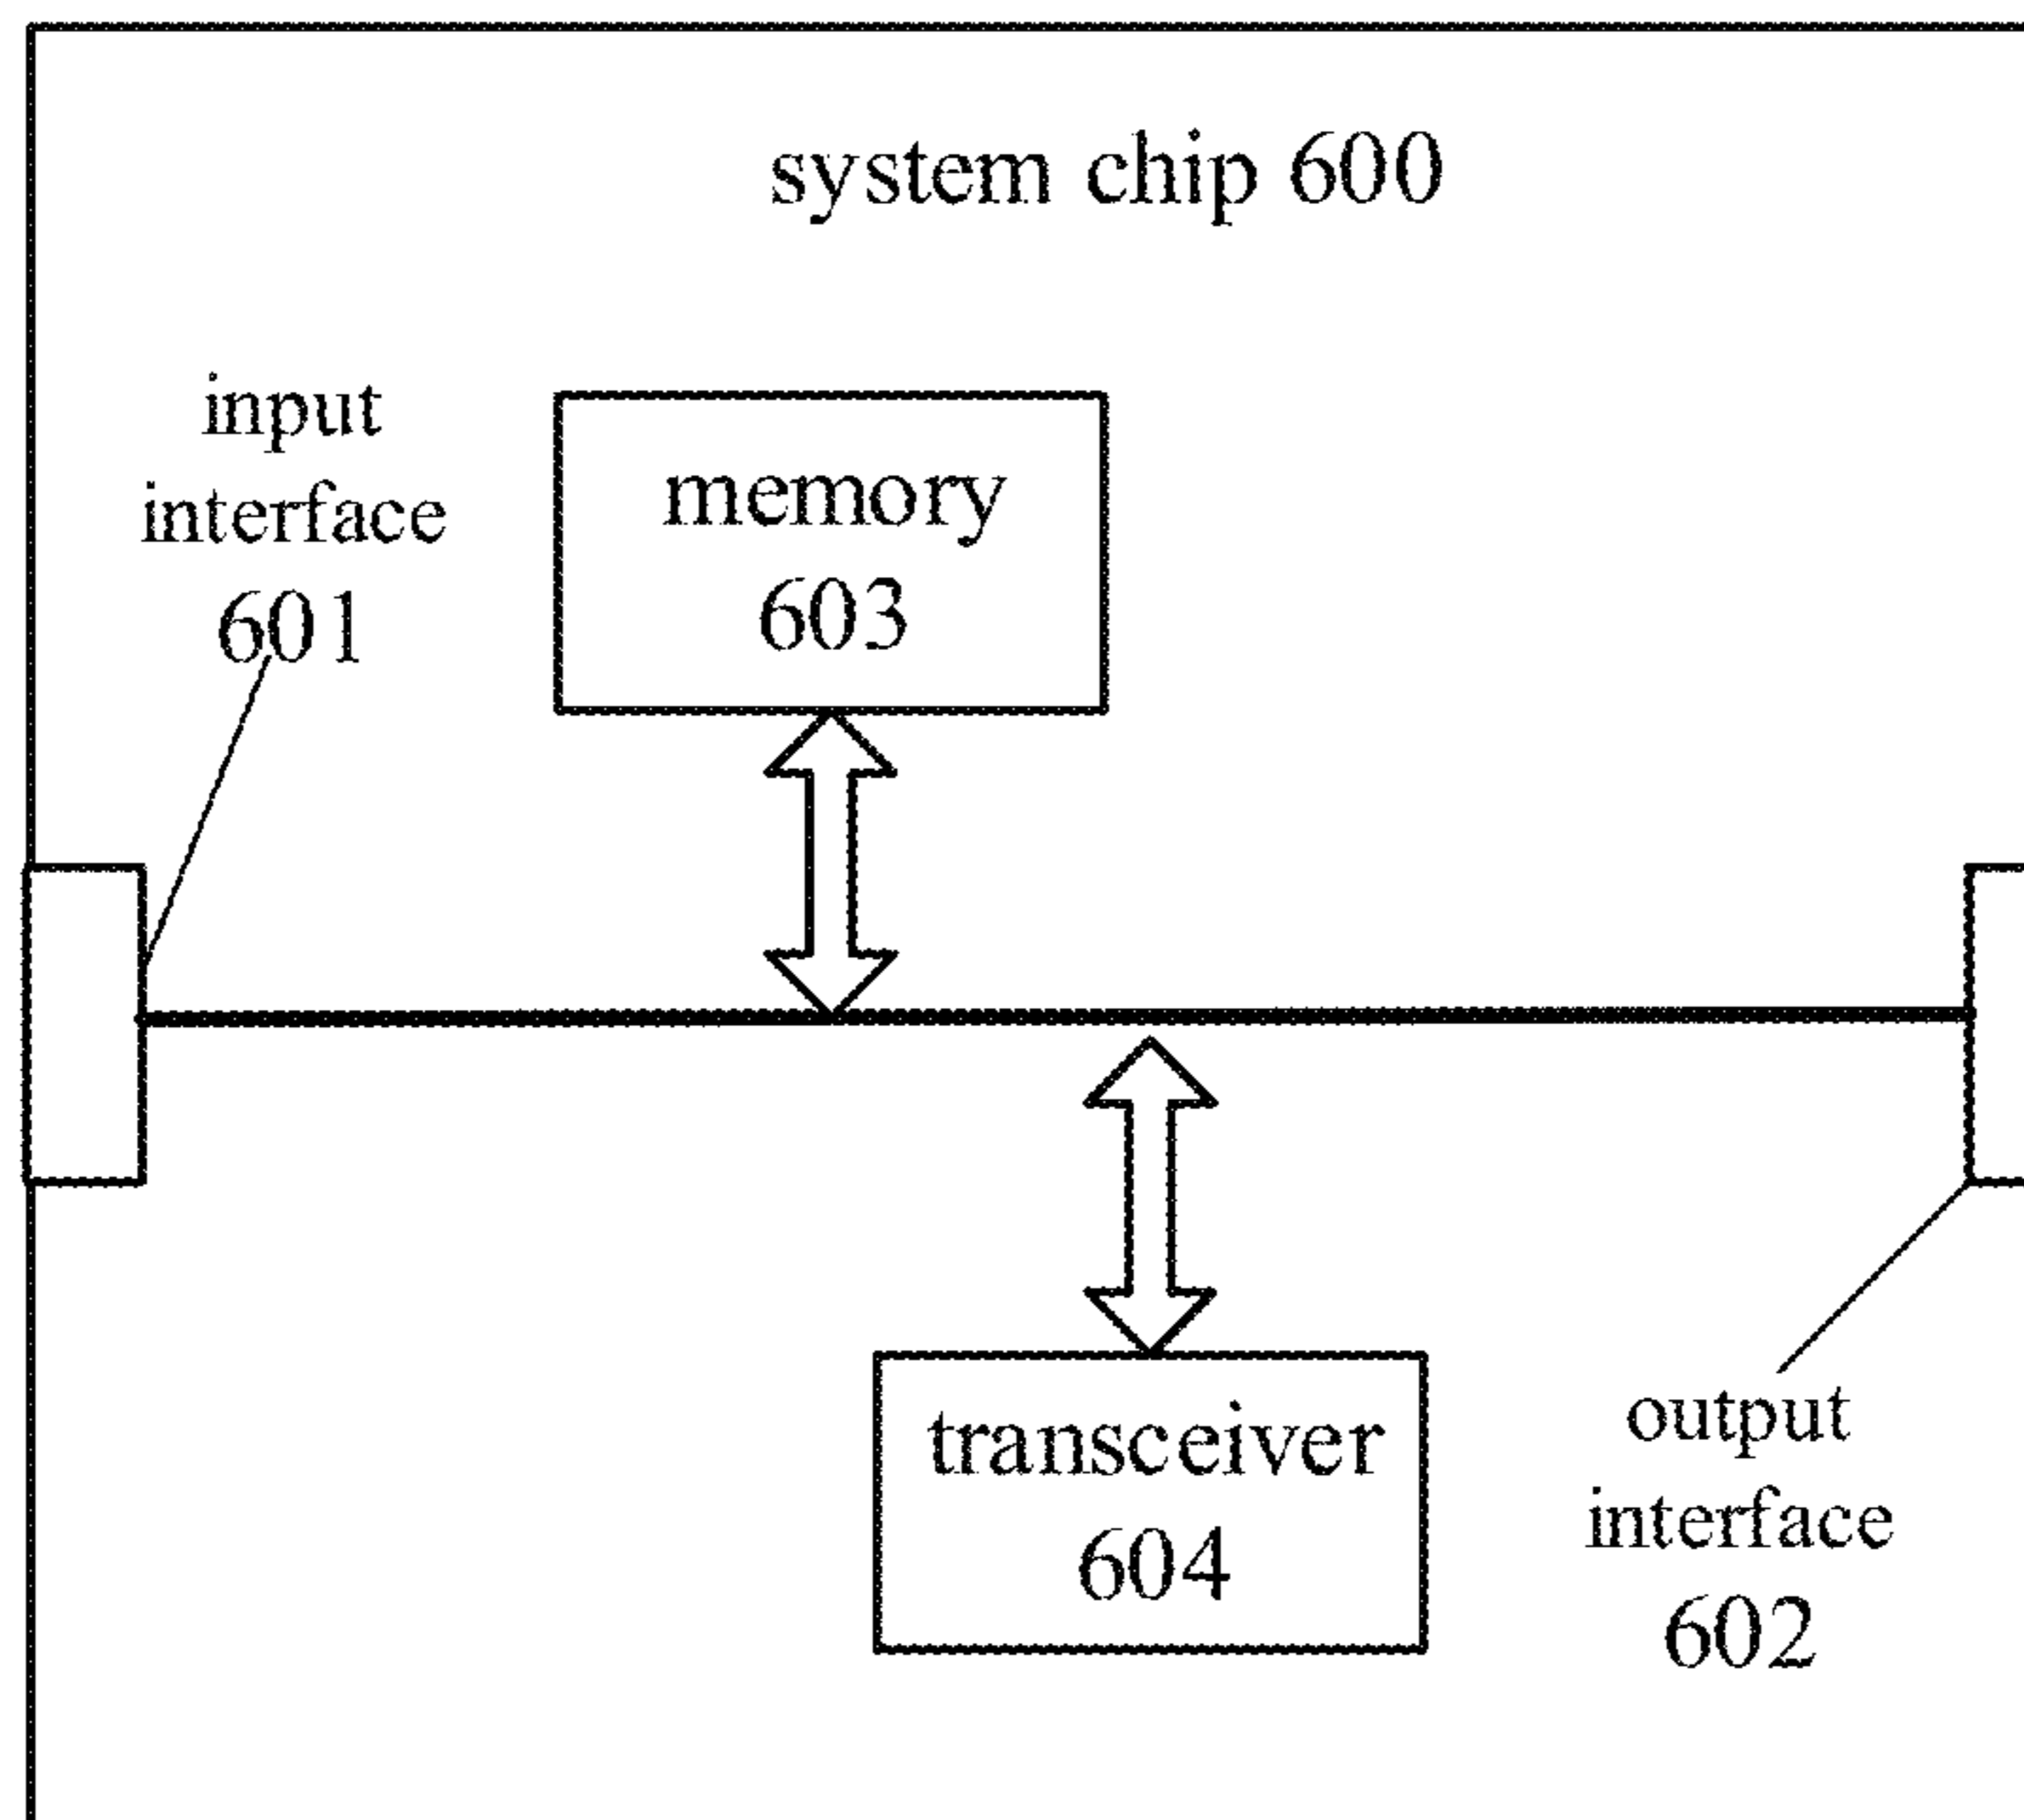 system chip 600
input
interface
601
memory
603
transceiver
604
output
interface
602